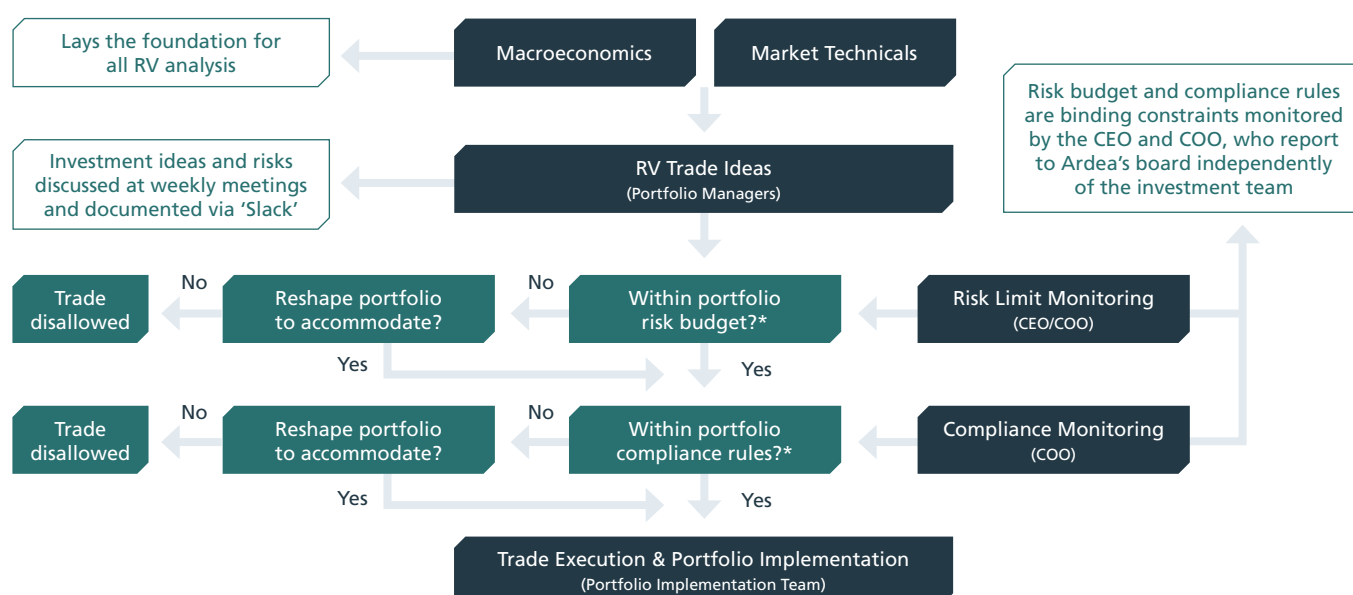 Lays the foundation for
all RV analysis
Macroeconomics
Market Technicals
Risk budget and compliance rules
are binding constraints monitored
by the CEO and COO, who report
to Ardea's board independently
of the investment team
Investment ideas and risks
discussed at weekly meetings
and documented via ‘Slack’
RV Trade Ideas
(Portfolio Managers)
Trade
disallowed
No
Reshape portfolio
to accommodate?
No
Within portfolio
risk budget?*
Risk Limit Monitoring
(CEO/COO)
Yes
Yes
Trade
disallowed
No
Reshape portfolio
to accommodate?
No
Within portfolio
compliance rules?*
Compliance Monitoring
(COO)
Yes
Yes
Trade Execution & Portfolio Implementation
(Portfolio Implementation Team)